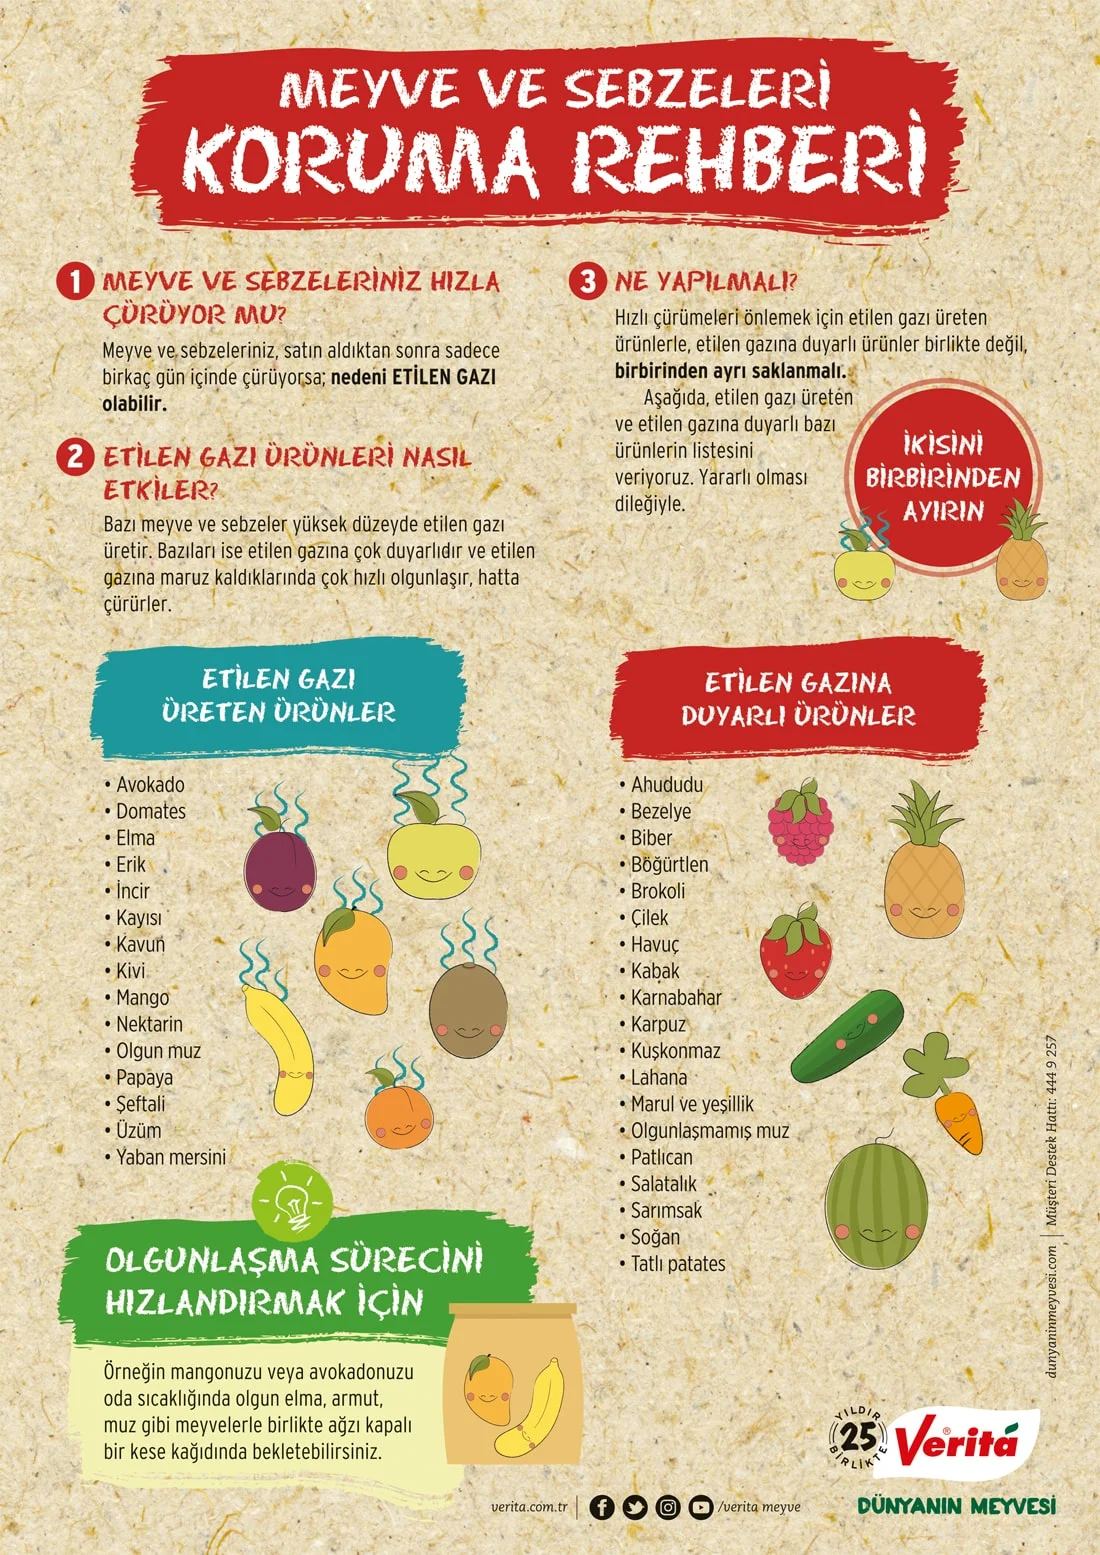 MEYVE VE SEBZELERİ
KORUMA REHBERİ
1 MEYVE VE SEBZELERİNİZ HIZLA
ÇÜRÜYOR MU?
Meyve ve sebzeleriniz, satın aldıktan sonra sadece
birkaç gün içinde çürüyorsa; nedeni ETİLEN GAZI
olabilir.
2 ETİLEN GAZI ÜRÜNLERİ NASIL
ETKİLER?
Bazı meyve ve sebzeler yüksek düzeyde etilen gazı
üretir. Bazıları ise etilen gazına çok duyarlıdır ve etilen
gazına maruz kaldıklarında çok hızlı olgunlaşır, hatta
çürürler.
3 NE YAPILMALI?
Hızlı çürümeleri önlemek için etilen gazı üreten
ürünlerle, etilen gazına duyarlı ürünler birlikte değil,
birbirinden ayrı saklanmalı.
Aşağıda, etilen gazı üreten
ve etilen gazına duyarlı bazı
ürünlerin listesini
veriyoruz. Yararlı olması
dileğiyle.
İKİSİNİ
BİRBİRİNDEN
AYIRIN
ETİLEN GAZI
ÜRETEN ÜRÜNLER
• Avokado
• Domates
• Elma
• Erik
• İncir
• Kayısı
• Kavun
• Kivi
• Mango
• Nektarin
• Olgun muz
• Papaya
• Şeftali
• Üzüm
• Yaban mersini
ETİLEN GAZINA
DUYARLI ÜRÜNLER
• Ahududu
• Bezelye
• Biber
• Böğürtlen
• Brokoli
• Çilek
• Havuç
• Kabak
• Karnabahar
• Karpuz
• Kuşkonmaz
• Lahana
• Marul ve yeşillik
• Olgunlaşmamış muz
• Patlıcan
• Salatalık
• Sarımsak
• Soğan
• Tatlı patates
OLGUNLAŞMA SÜRECİNİ
HIZLANDIRMAK İÇİN
Örneğin mangonuzu veya avokadonuzu
oda sıcaklığında olgun elma, armut,
muz gibi meyvelerle birlikte ağzı kapalı
bir kese kağıdında bekletebilirsiniz.
dunyaninmeyvesi.com | Müşteri Destek Hattı: 444 9 257
YILDIR
25
BİRLİKTE
Veritá®
DÜNYANIN MEYVESİ
verita.com.tr | /verita meyve